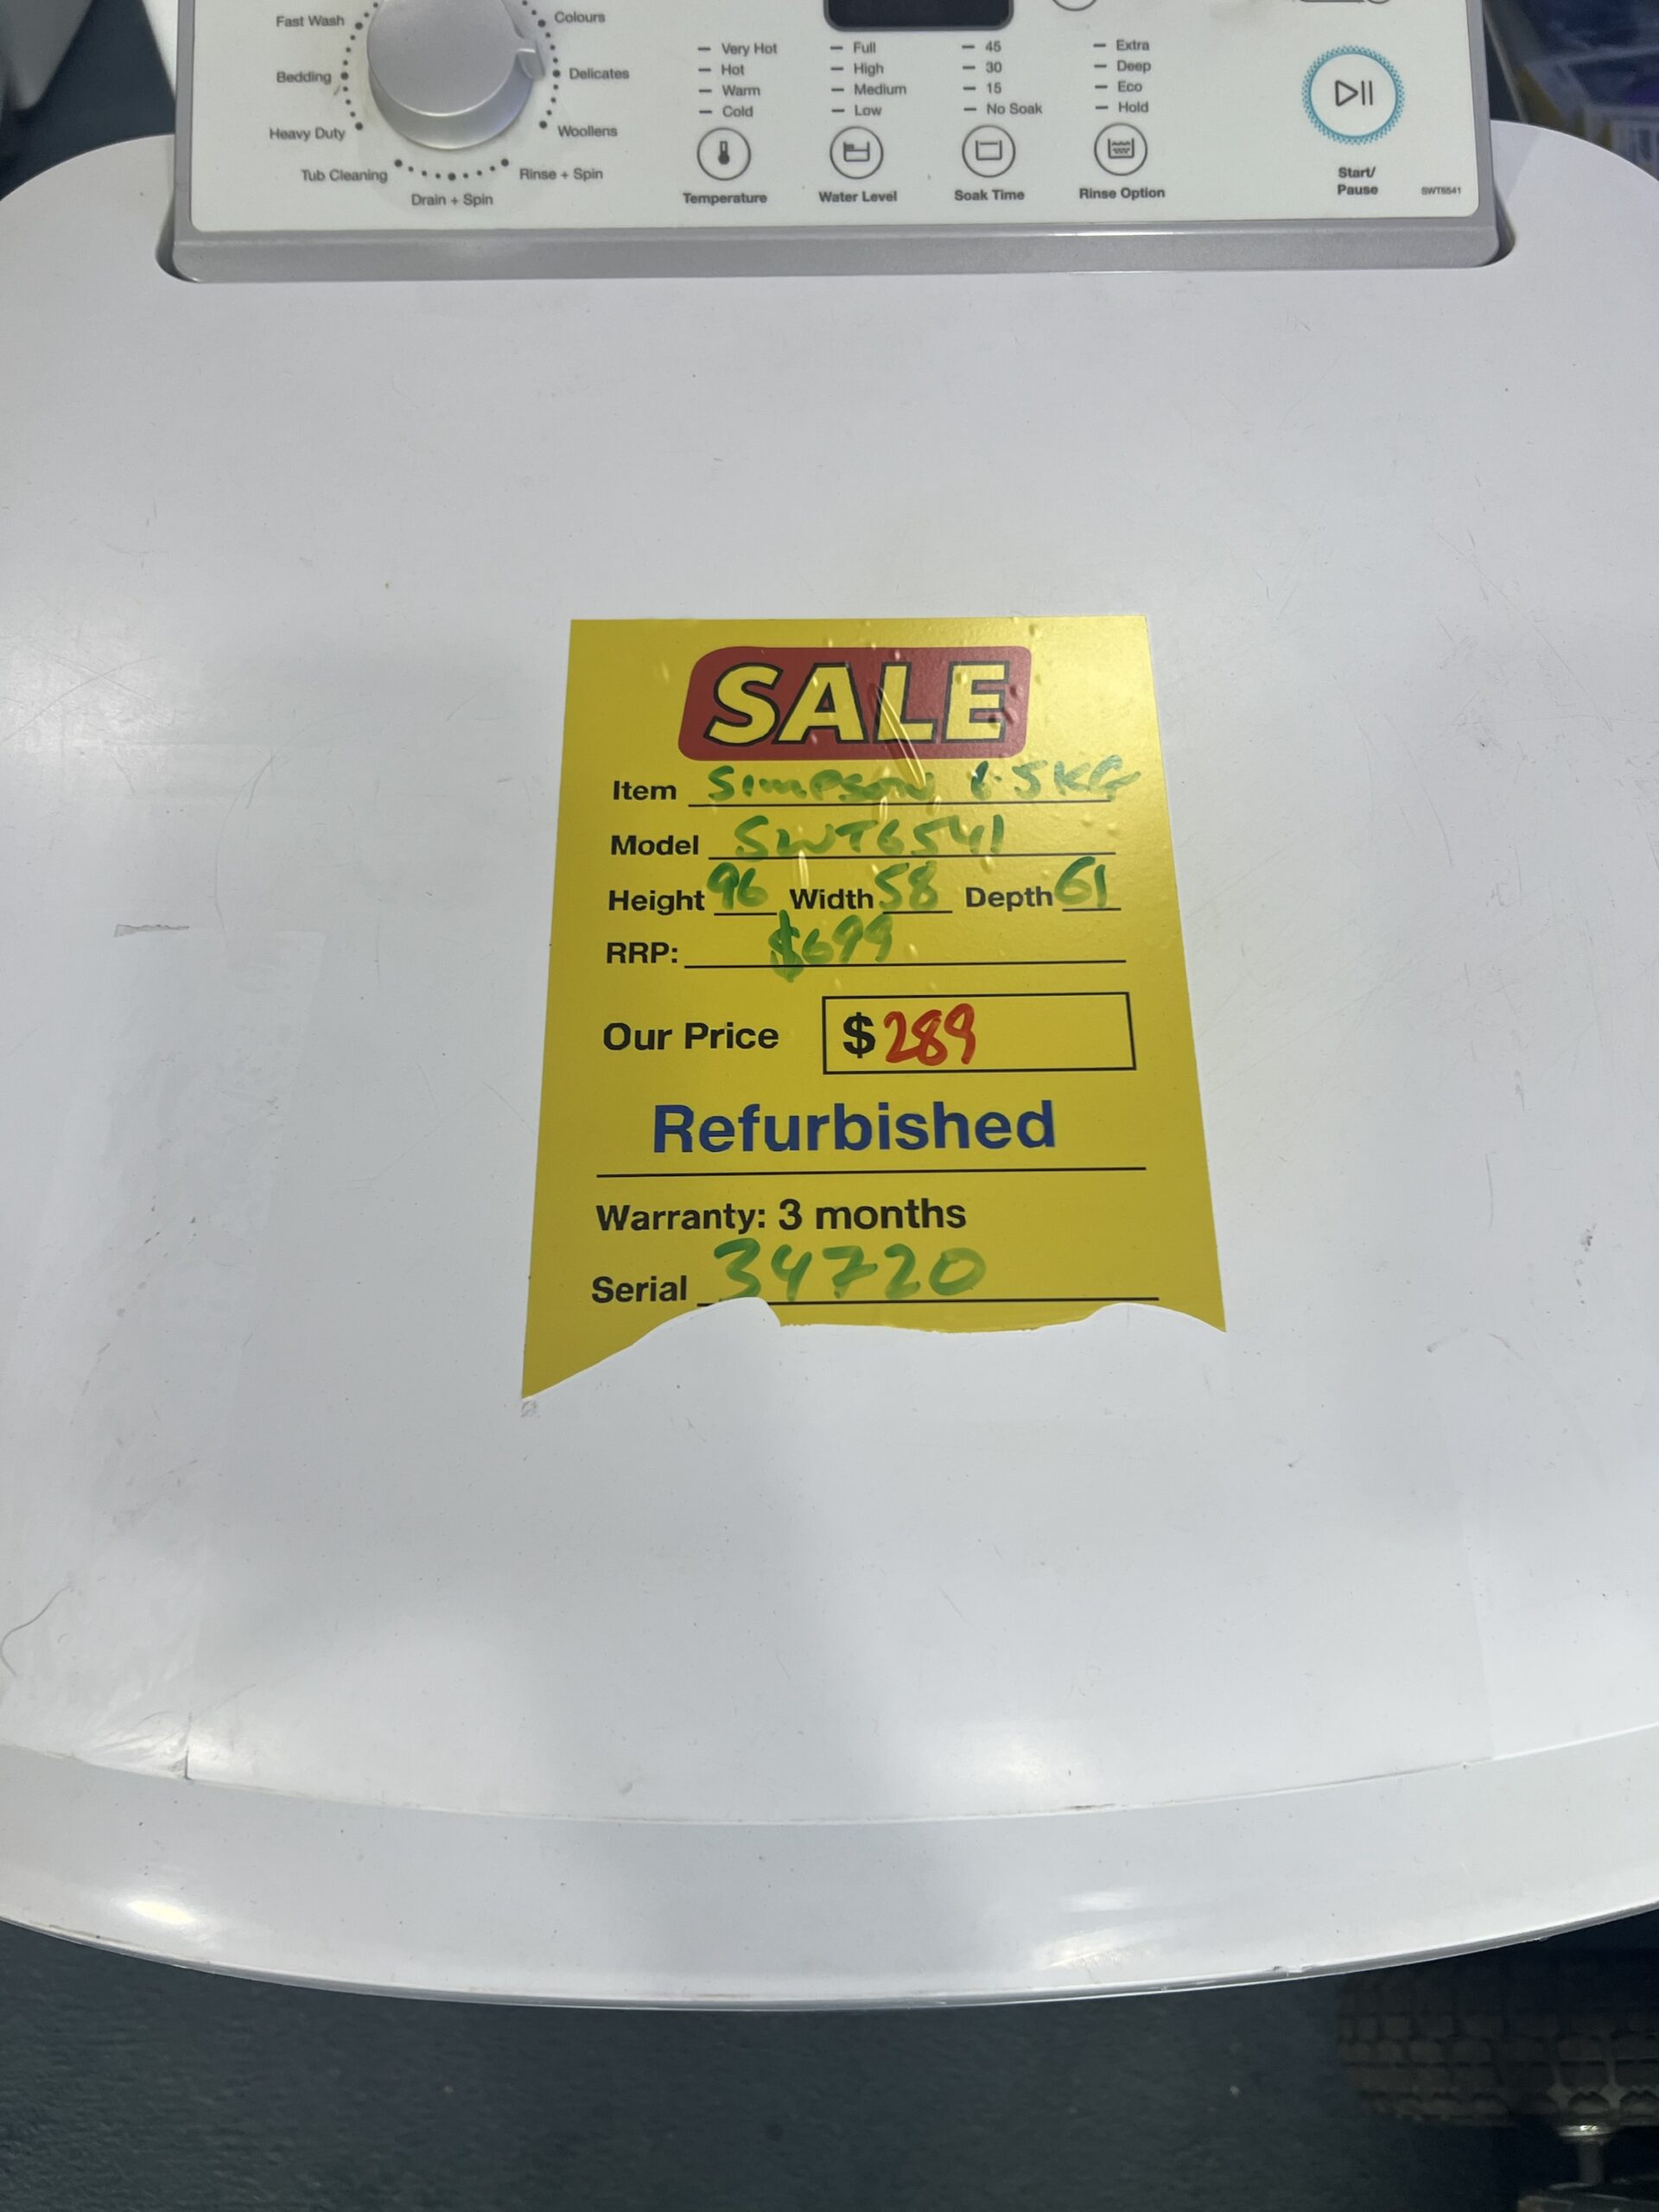 Fast Wash
Colours
Bedding
Delicates
Heavy Duty
Woollens
Tub Cleaning
Rinse + Spin
Drain + Spin
Very Hot
Hot
Warm
Cold
Temperature
Full
High
Medium
Low
Water Level
45
30
15
No Soak
Soak Time
Extra
Deep
Eco
Hold
Rinse Option
Start/
Pause
SWT6541
SALE
Item Simpson 6.5KG
Model SWT6541
Height 96 Width 58 Depth 61
RRP: $699
Our Price $289
Refurbished
Warranty: 3 months
Serial 34720